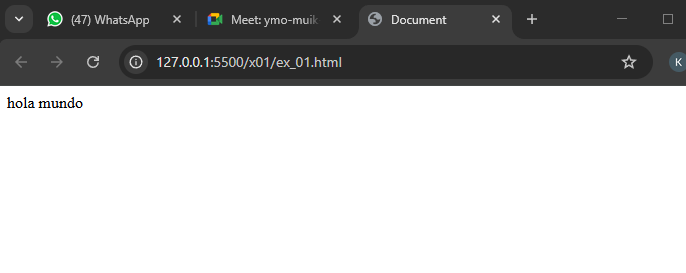 (47) WhatsApp
Meet: ymo-muik
Document
127.0.0.1:5500/x01/ex_01.html
K
hola mundo